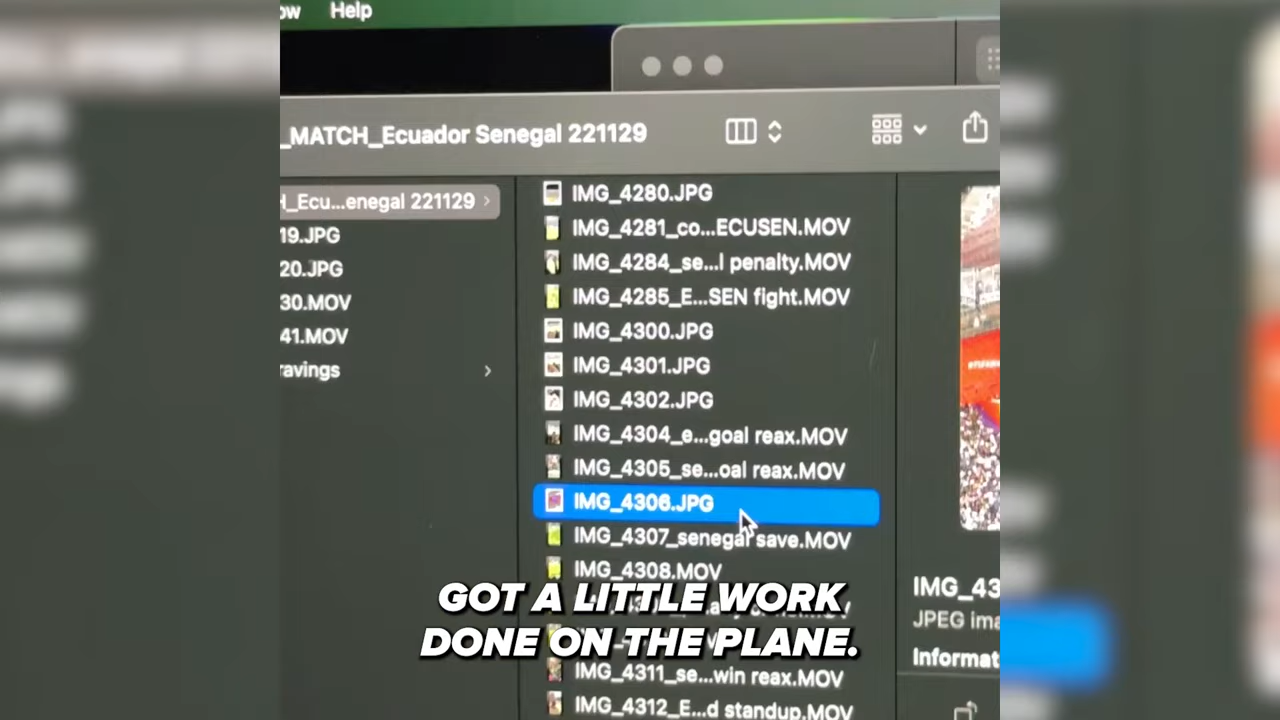 ow Help
_MATCH_Ecuador Senegal 221129
H_Ecu...enegal 221129
19.JPG
20.JPG
30.MOV
41.MOV
ravings
IMG_4280.JPG
IMG_4281_co...ECUSEN.MOV
IMG_4284_se...l penalty.MOV
IMG_4285_E...SEN fight.MOV
IMG_4300.JPG
IMG_4301.JPG
IMG_4302.JPG
IMG_4304_e...goal reax.MOV
IMG_4305_se...oal reax.MOV
IMG_4306.JPG
IMG_4307_senegal save.MOV
IMG_4308.MOV
IMG_4311_se...win reax.MOV
IMG_4312_E...d standup.MOV
IMG_43
JPEG ima
Informat
GOT A LITTLE WORK
DONE ON THE PLANE.